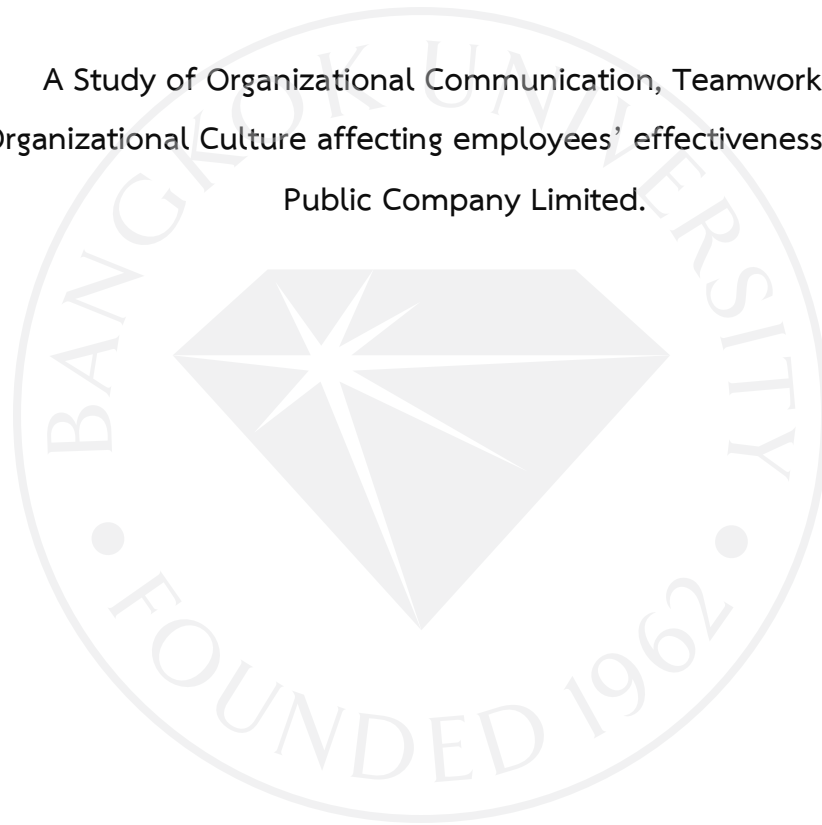 A Study of Organizational Communication, Teamwork
Organizational Culture affecting employees’ effectiveness
Public Company Limited.
BANGKOK UNIVERSITY
• FOUNDED 1962 •